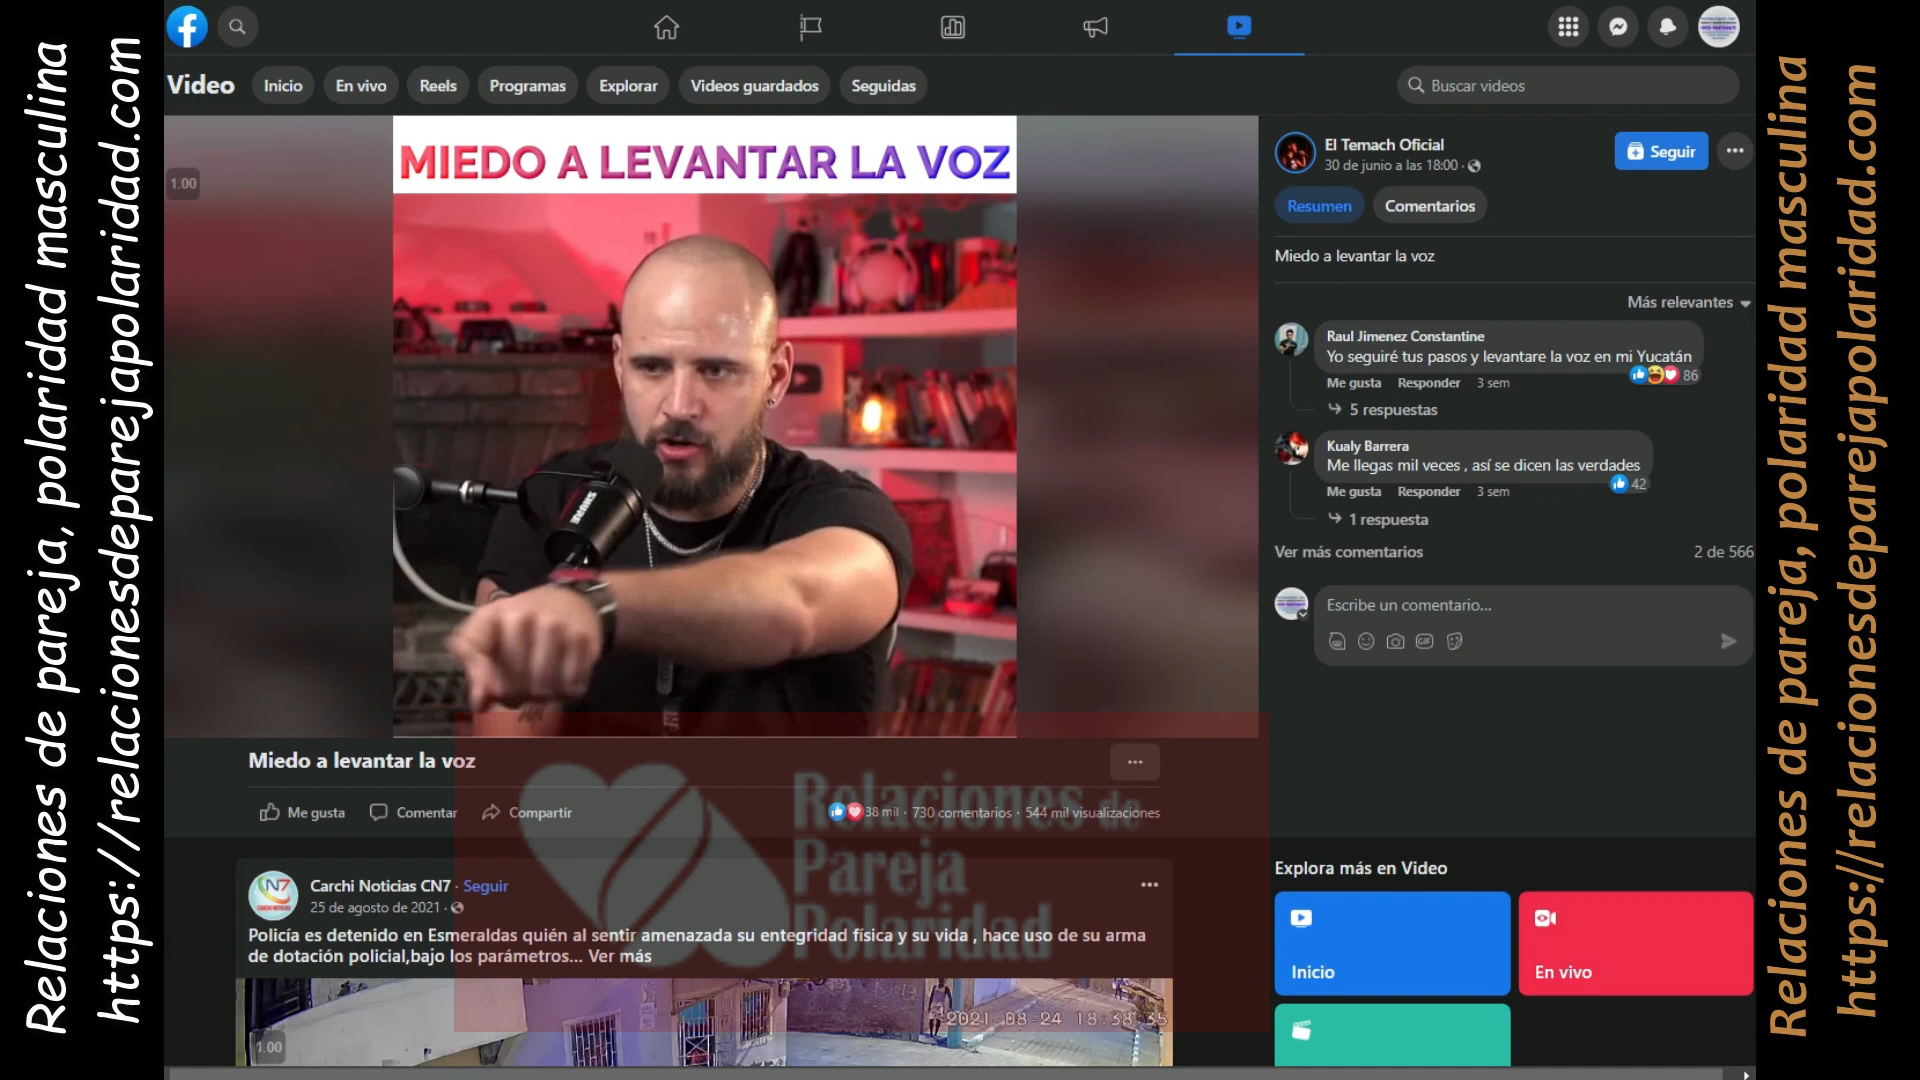 Relaciones de pareja, polaridad masculina
https://relacionesdeparejapolaridad.com
Video
Inicio
En vivo
Reels
Programas
Explorar
Videos guardados
Seguidas
Buscar videos
1.00
MIEDO A LEVANTAR LA VOZ
SHURE
El Temach Oficial
30 de junio a las 18:00 ·
Seguir
Resumen
Comentarios
Miedo a levantar la voz
Más relevantes
Raul Jimenez Constantine
Yo seguiré tus pasos y levantare la voz en mi Yucatán
Me gusta Responder 3 sem
86
5 respuestas
Kualy Barrera
Me llegas mil veces , así se dicen las verdades
Me gusta Responder 3 sem
42
1 respuesta
Ver más comentarios
2 de 566
Escribe un comentario...
GIF
Miedo a levantar la voz
Me gusta
Comentar
Compartir
38 mil · 730 comentarios · 544 mil visualizaciones
Relaciones de
Pareja
Polaridad
CN7
Carchi Noticias CN7 · Seguir
25 de agosto de 2021 ·
Policía es detenido en Esmeraldas quién al sentir amenazada su entegridad física y su vida , hace uso de su arma
de dotación policial,bajo los parámetros... Ver más
2021-08-24 18:38:35
1.00
Explora más en Video
Inicio
En vivo
Relaciones de pareja, polaridad masculina
https://relacionesdeparejapolaridad.com